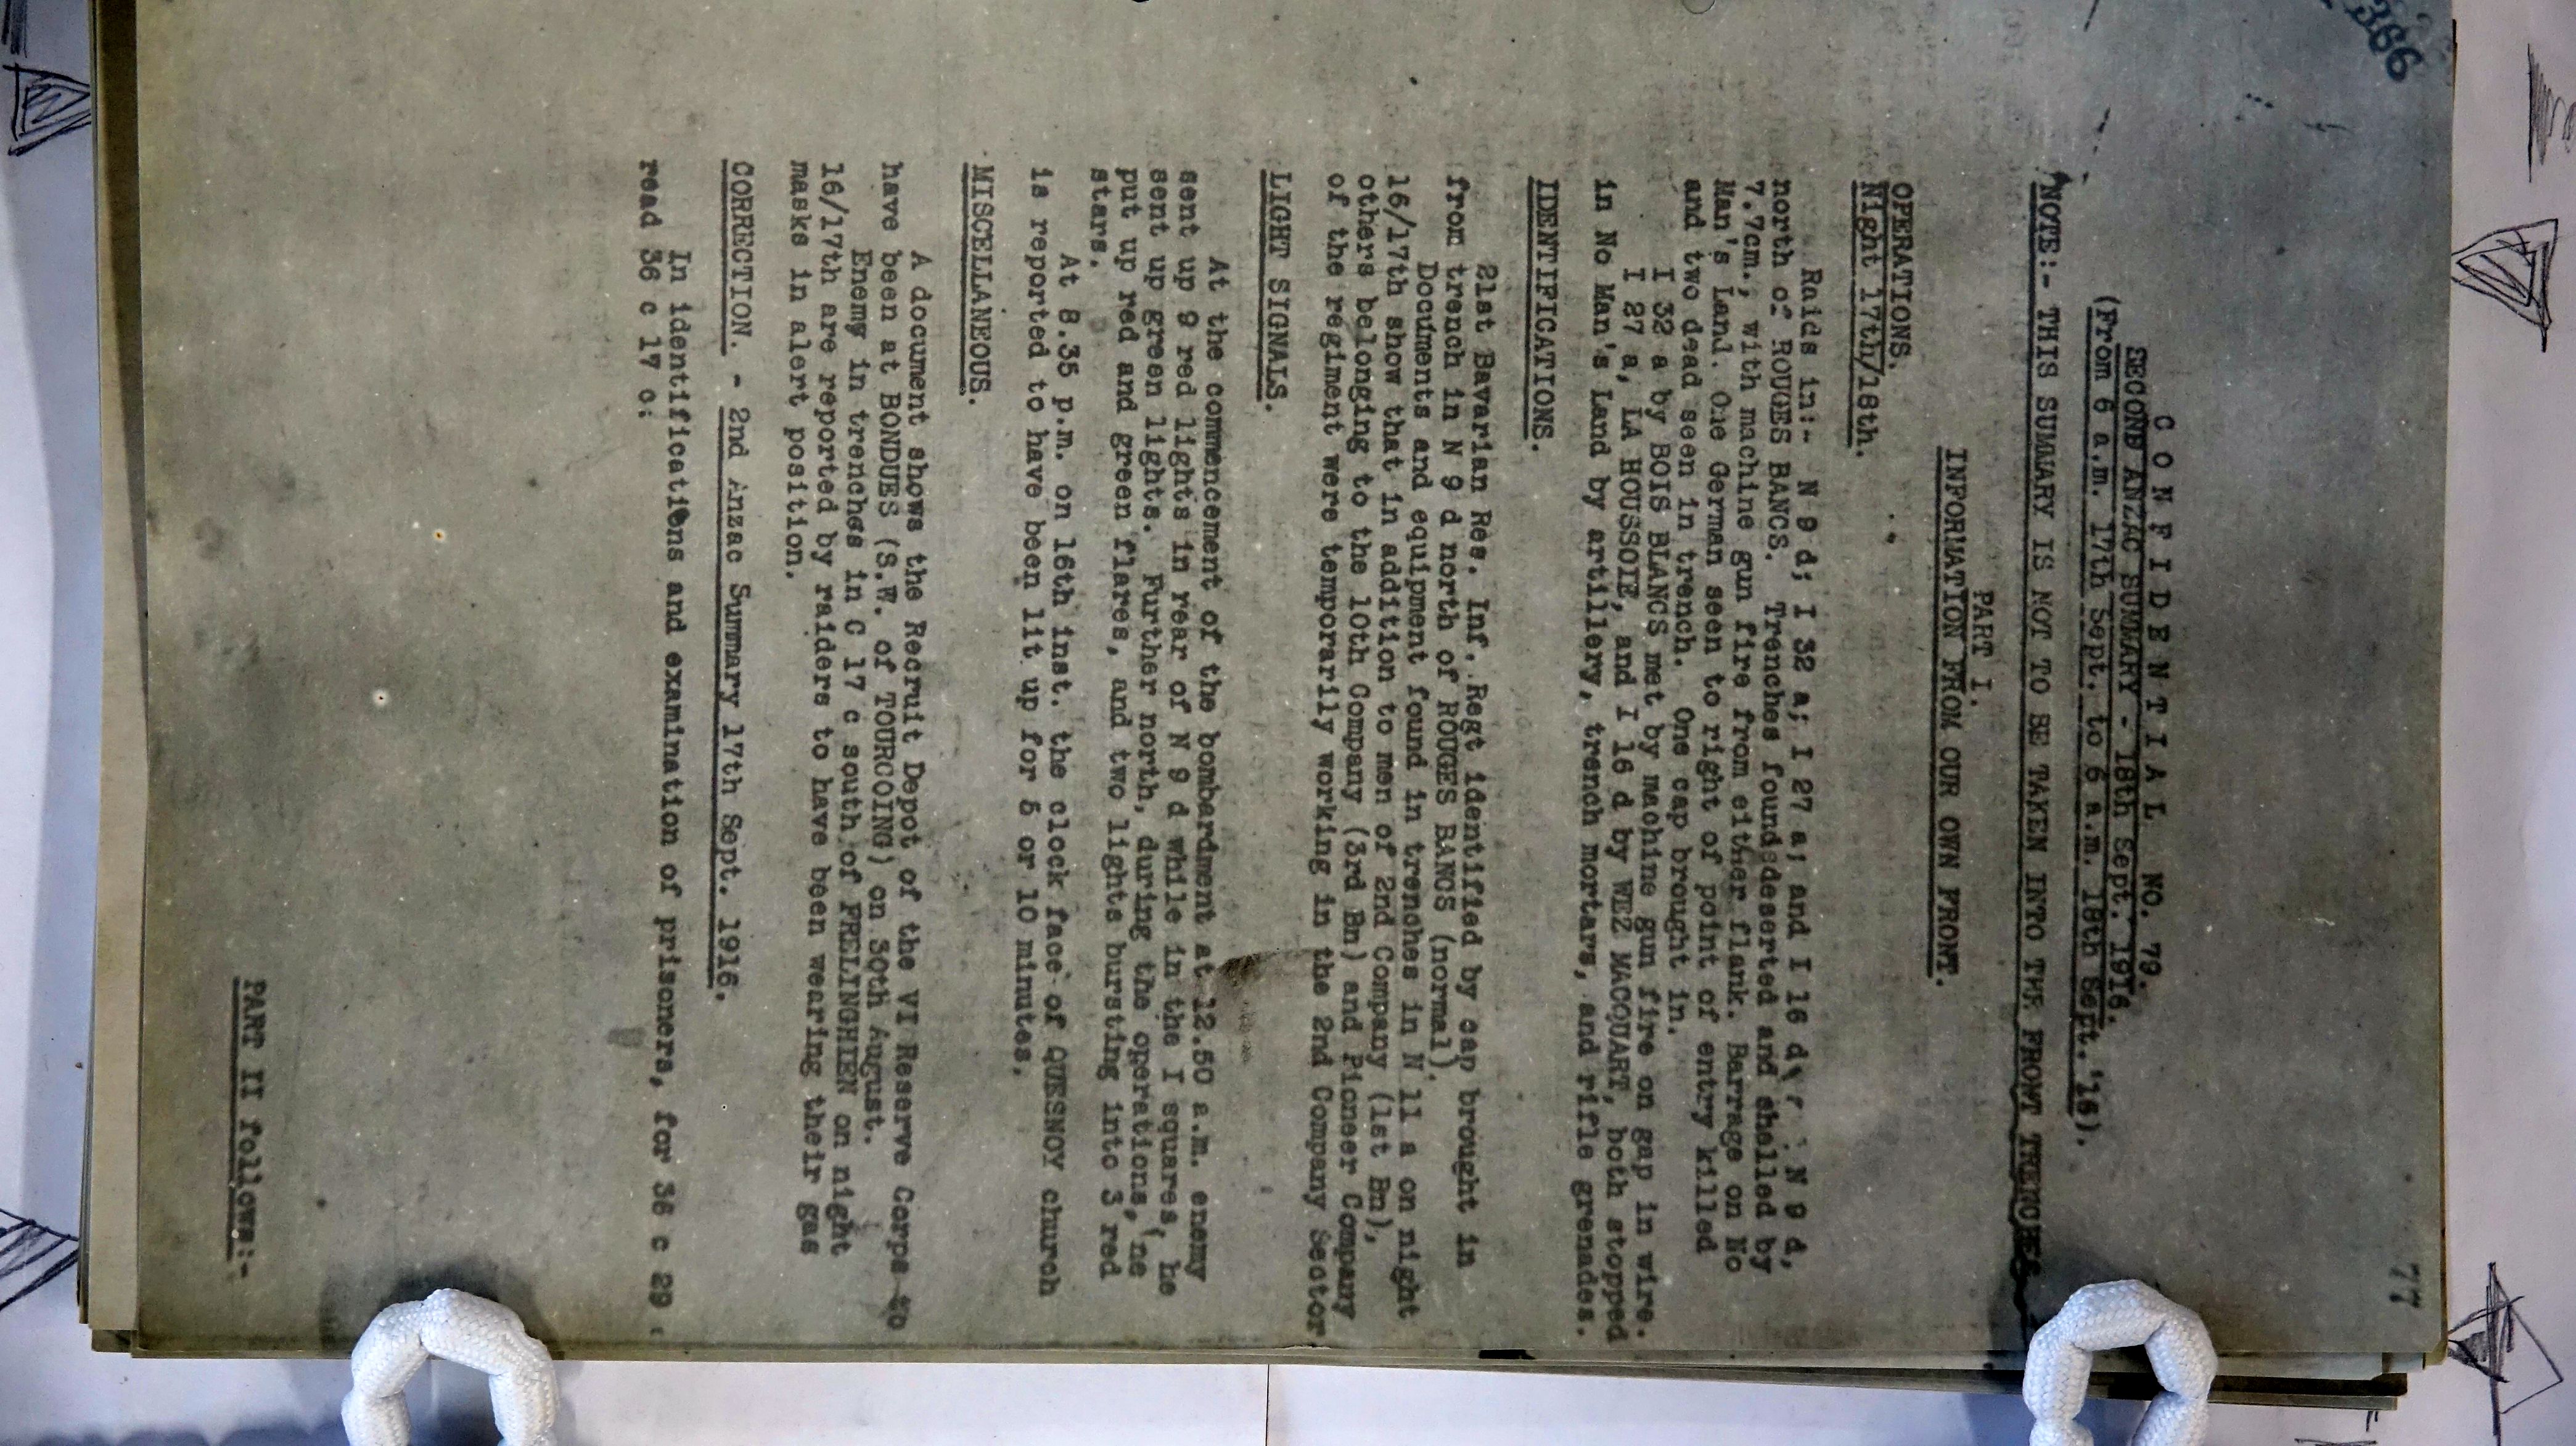 386
77
C O N F I D E N T I A L   NO. 79.
SECOND ANZAC SUMMARY - 18th Sept. 1916.
(From 6 a.m. 17th Sept. to 6 a.m. 18th Sept. '16).
NOTE:- THIS SUMMARY IS NOT TO BE TAKEN INTO THE FRONT TRENCHES
PART I.
INFORMATION FROM OUR OWN FRONT.
OPERATIONS.
Night 17th/18th.
Raids in:- N 9 d; I 32 a; I 27 a; and I 16 d. N 9 d,
north of ROUGES BANCS. Trenches found deserted and shelled by
7.7cm., with machine gun fire from either flank. Barrage on No
Man's Land. One German seen to right of point of entry killed
and two dead seen in trench. One cap brought in.
I 32 a by BOIS BLANCS met by machine gun fire on gap in wire.
I 27 a, LA HOUSSOIE, and I 16 d by WEZ MACQUART, both stopped
in No Man's Land by artillery, trench mortars, and rifle grenades.
IDENTIFICATIONS.
21st Bavarian Res. Inf. Regt identified by cap brought in
from trench in N 9 d north of ROUGES BANCS (normal).
Documents and equipment found in trenches in N 11 a on night
16/17th show that in addition to men of 2nd Company (1st Bn),
others belonging to the 10th Company (3rd Bn) and Pioneer Company
of the regiment were temporarily working in the 2nd Company Sector.
LIGHT SIGNALS.
At the commencement of the bombardment at 12.50 a.m. enemy
sent up 9 red lights in rear of N 9 d while in the I squares, he
sent up green lights. Further north, during the operations, he
put up red and green flares, and two lights bursting into 3 red
stars.
At 8.35 p.m. on 16th inst. the clock face of QUESNOY church
is reported to have been lit up for 5 or 10 minutes.
MISCELLANEOUS.
A document shows the Recruit Depot of the VI Reserve Corps to
have been at BONDUES (S.W. of TOURCOING) on 30th August.
Enemy in trenches in C 17 c south of FRELINGHIEN on night
16/17th are reported by raiders to have been wearing their gas
masks in alert position.
CORRECTION. - 2nd Anzac Summary 17th Sept. 1916.
In identifications and examination of prisoners, for 36 c 29 c
read 36 c 17 c.
PART II follows:-